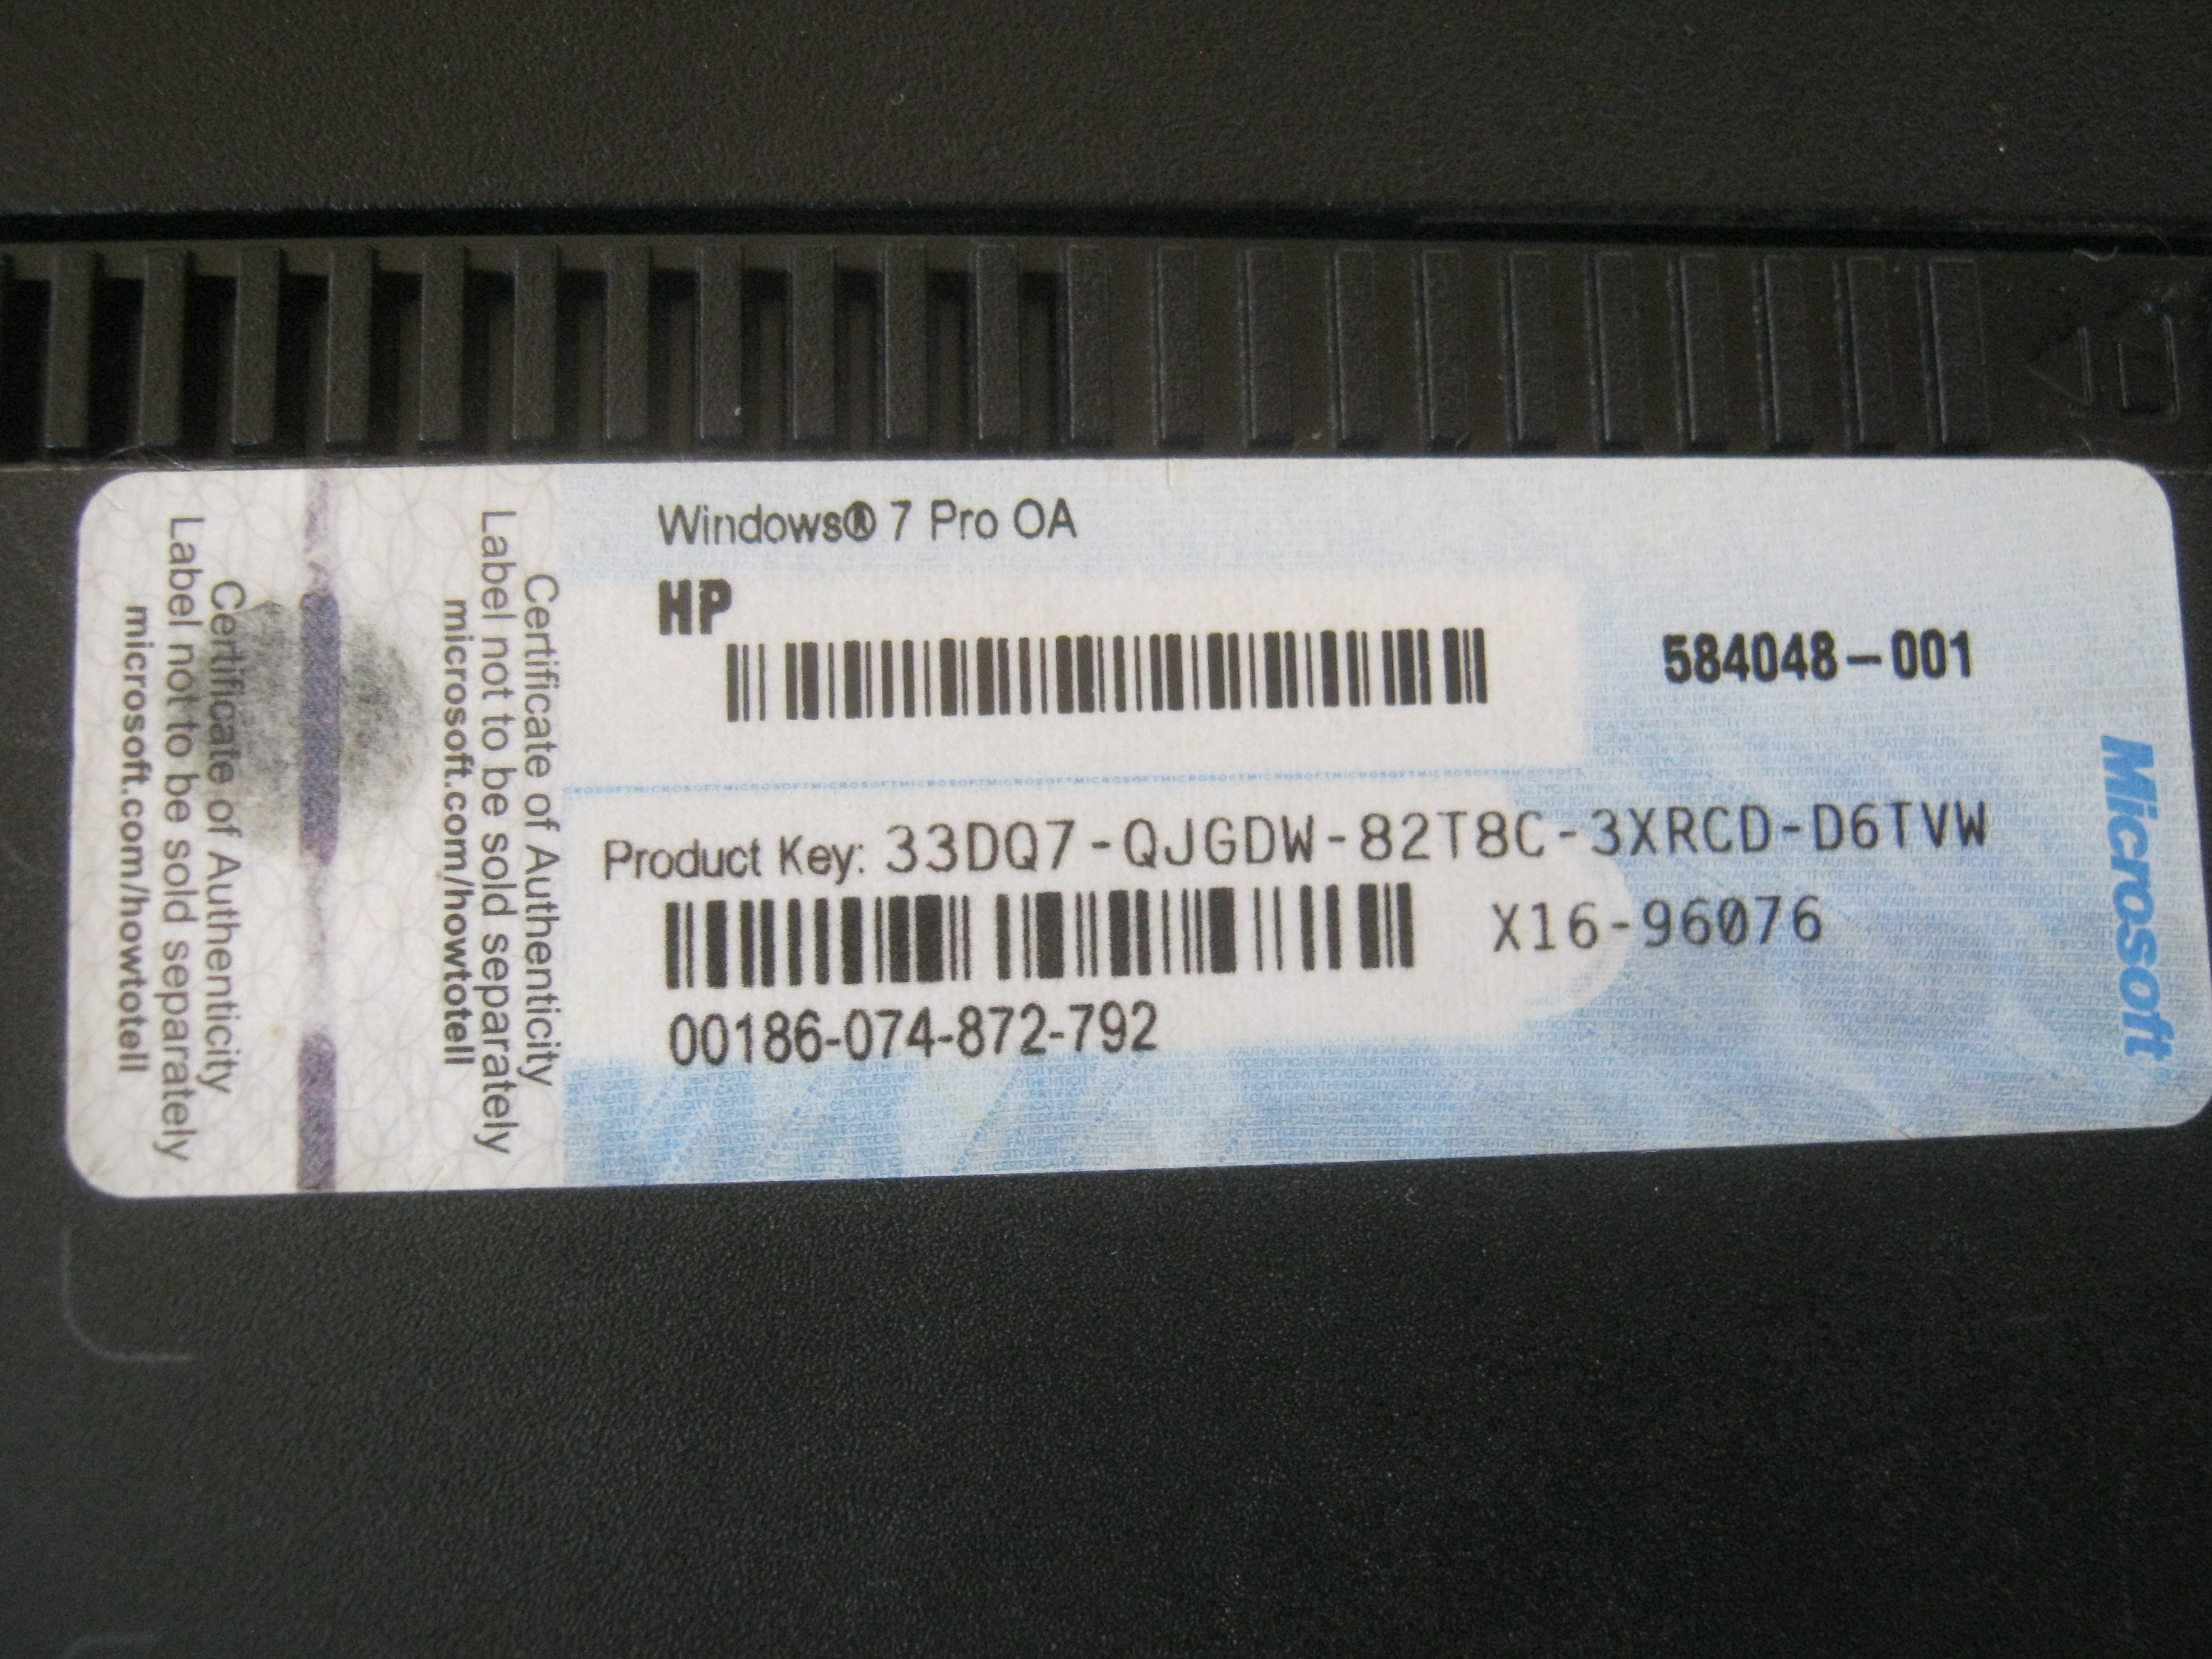 Certificate of Authenticity
Label not to be sold separately
microsoft.com/howtotell
Certificate of Authenticity
Label not to be sold separately
microsoft.com/howtotell
Windows® 7 Pro OA
HP
584048-001
Product Key: 33DQ7-QJGDW-82T8C-3XRCD-D6TVW
X16-96076
00186-074-872-792
Microsoft®